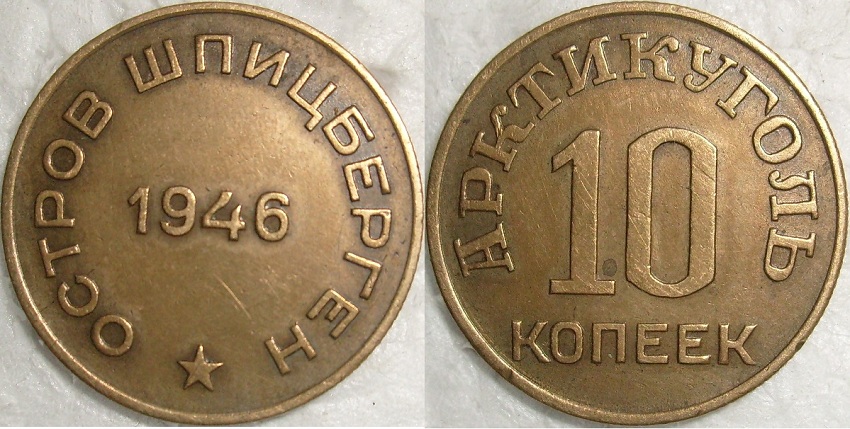 ОСТРОВ ШПИЦБЕРГЕН
1946
АРКТИКУГОЛЬ
10
КОПЕЕК